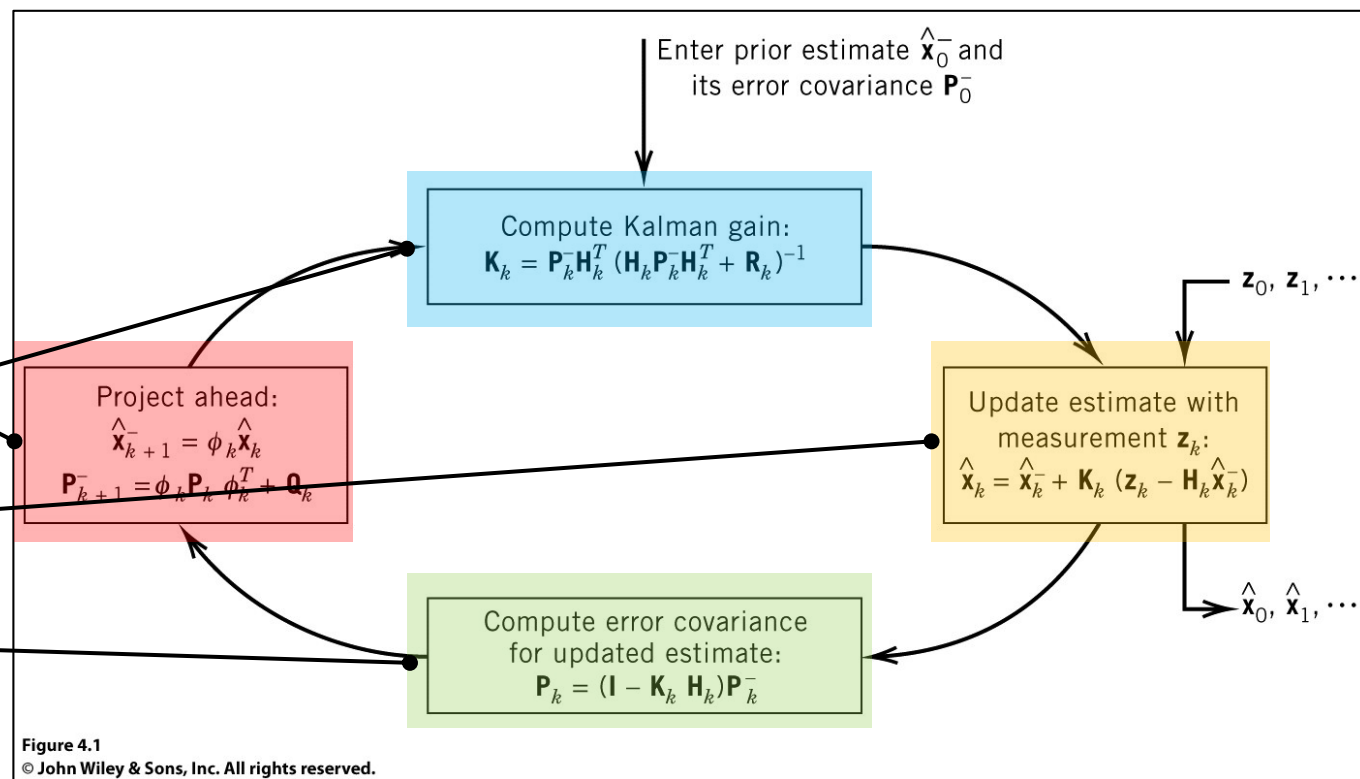 Enter prior estimate x̂₀⁻ and
its error covariance P₀⁻
Compute Kalman gain:
Kₖ = Pₖ⁻Hₖᵀ (HₖPₖ⁻Hₖᵀ + Rₖ)⁻¹
z₀, z₁, ⋯
Project ahead:
x̂ₖ₊₁⁻ = ϕₖx̂ₖ
Pₖ₊₁⁻ = ϕₖPₖ ϕₖᵀ + Qₖ
Update estimate with
measurement zₖ:
x̂ₖ = x̂ₖ⁻ + Kₖ (zₖ − Hₖx̂ₖ⁻)
x̂₀, x̂₁, ⋯
Compute error covariance
for updated estimate:
Pₖ = (I − Kₖ Hₖ)Pₖ⁻
Figure 4.1
© John Wiley & Sons, Inc. All rights reserved.